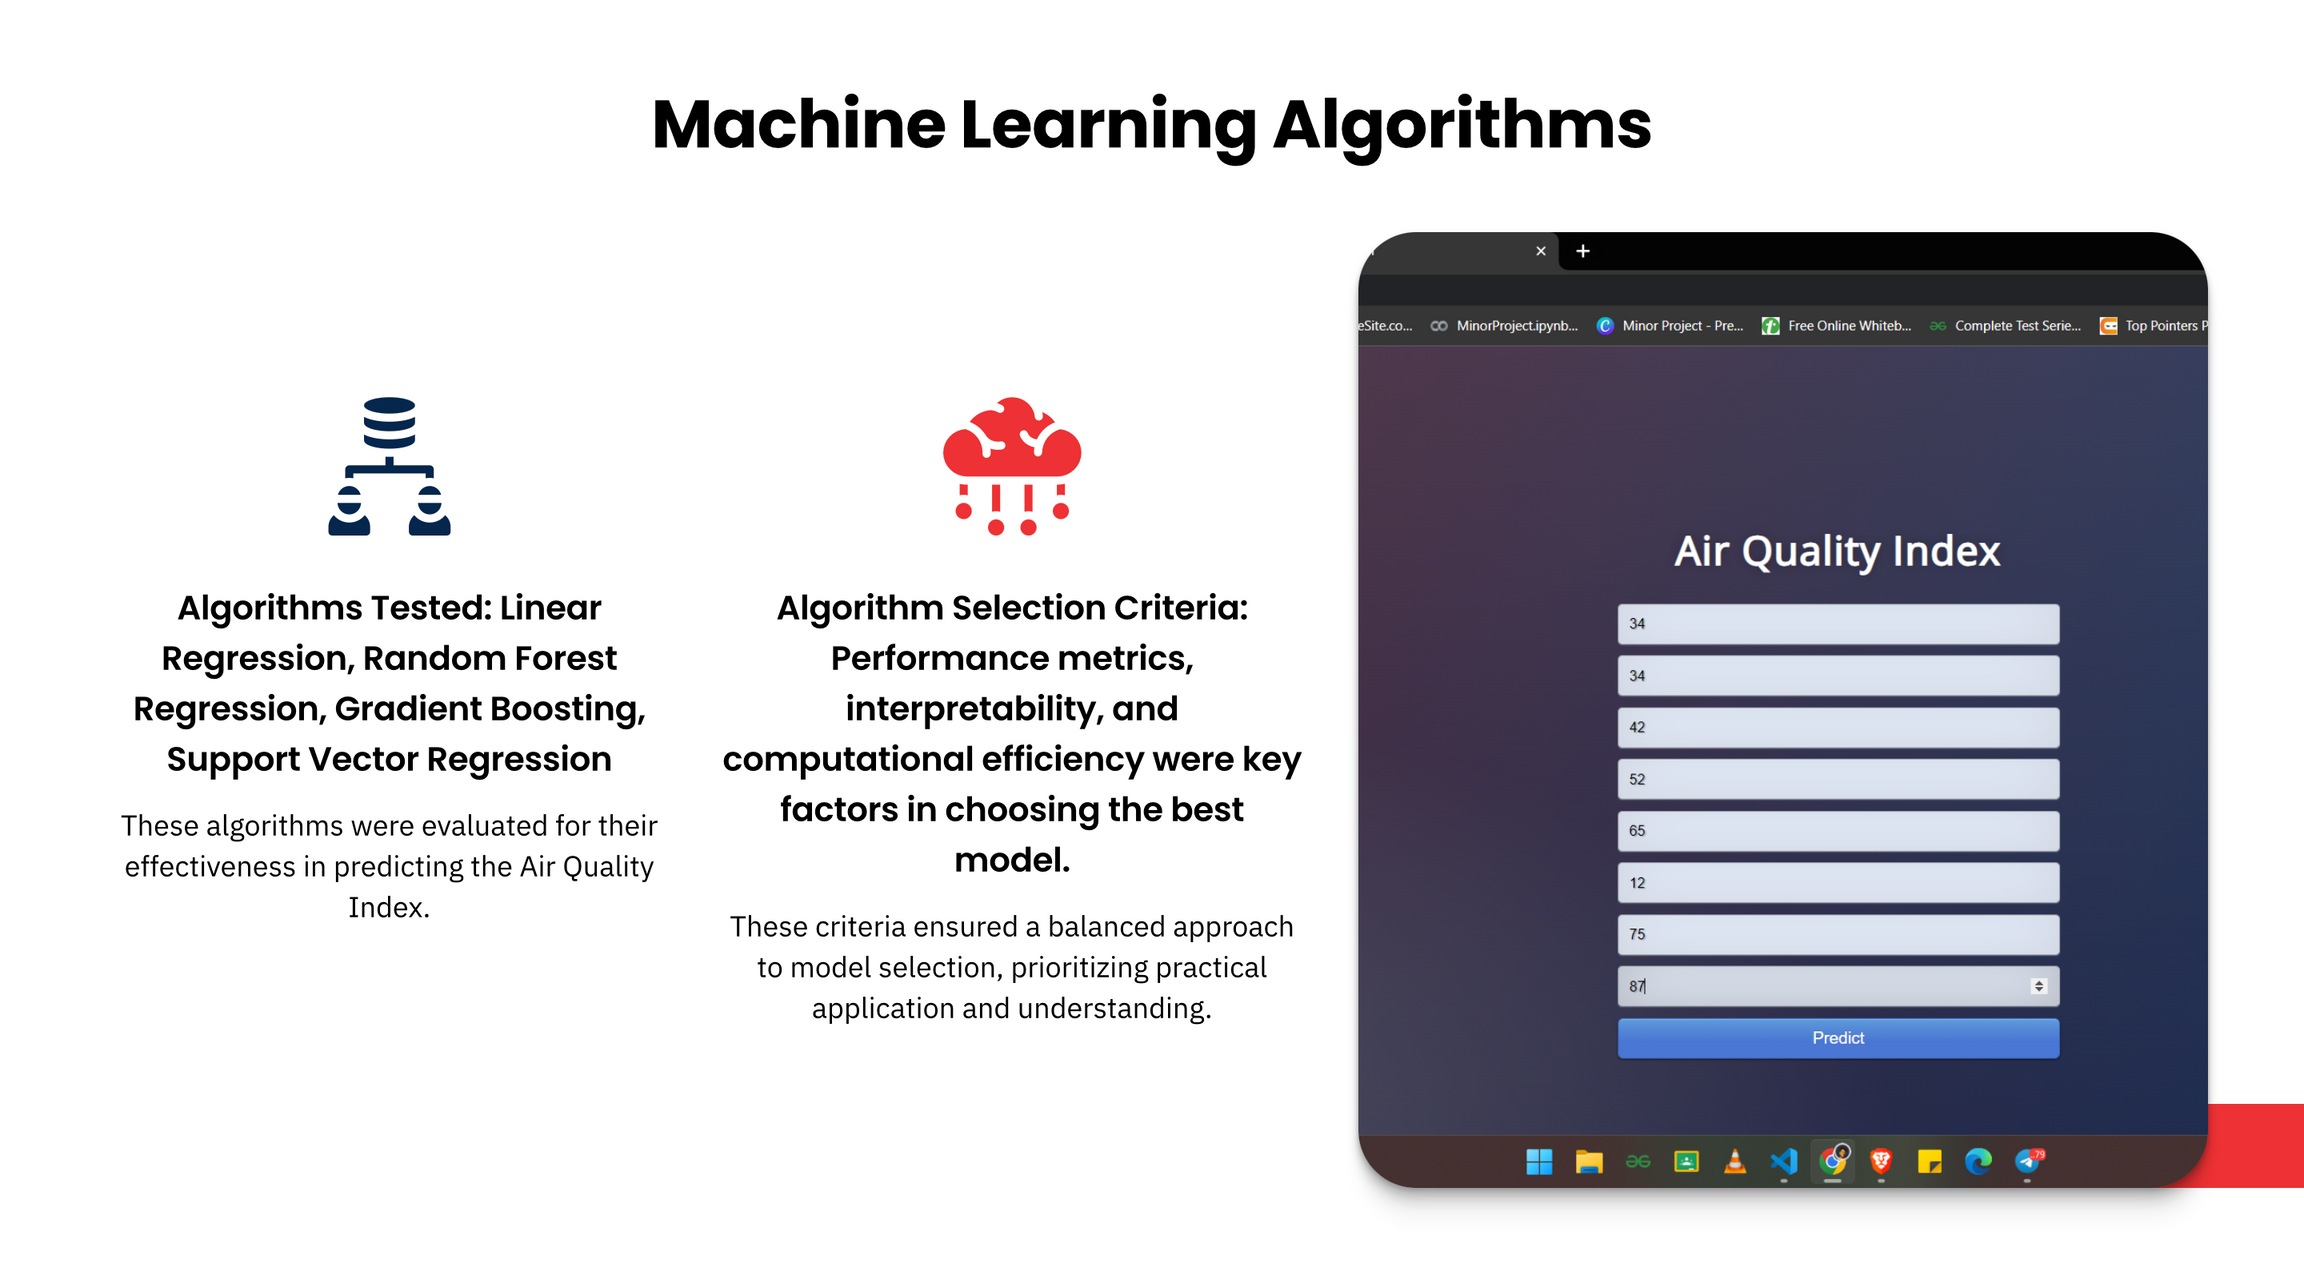 Machine Learning Algorithms
Algorithms Tested: Linear
Regression, Random Forest
Regression, Gradient Boosting,
Support Vector Regression
These algorithms were evaluated for their
effectiveness in predicting the Air Quality
Index.
Algorithm Selection Criteria:
Performance metrics,
interpretability, and
computational efficiency were key
factors in choosing the best
model.
These criteria ensured a balanced approach
to model selection, prioritizing practical
application and understanding.
eSite.co... MinorProject.ipynb... Minor Project - Pre... Free Online Whiteb... Complete Test Serie... Top Pointers P
Air Quality Index
34
34
42
52
65
12
75
87
Predict
..79